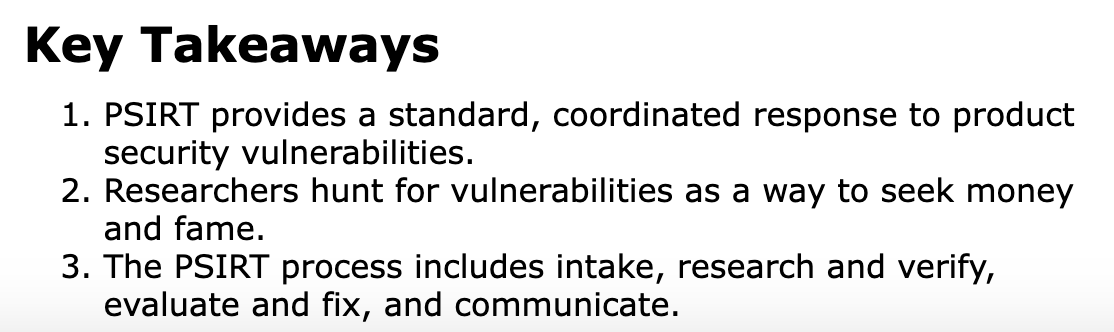 Key Takeaways
1. PSIRT provides a standard, coordinated response to product
security vulnerabilities.
2. Researchers hunt for vulnerabilities as a way to seek money
and fame.
3. The PSIRT process includes intake, research and verify,
evaluate and fix, and communicate.